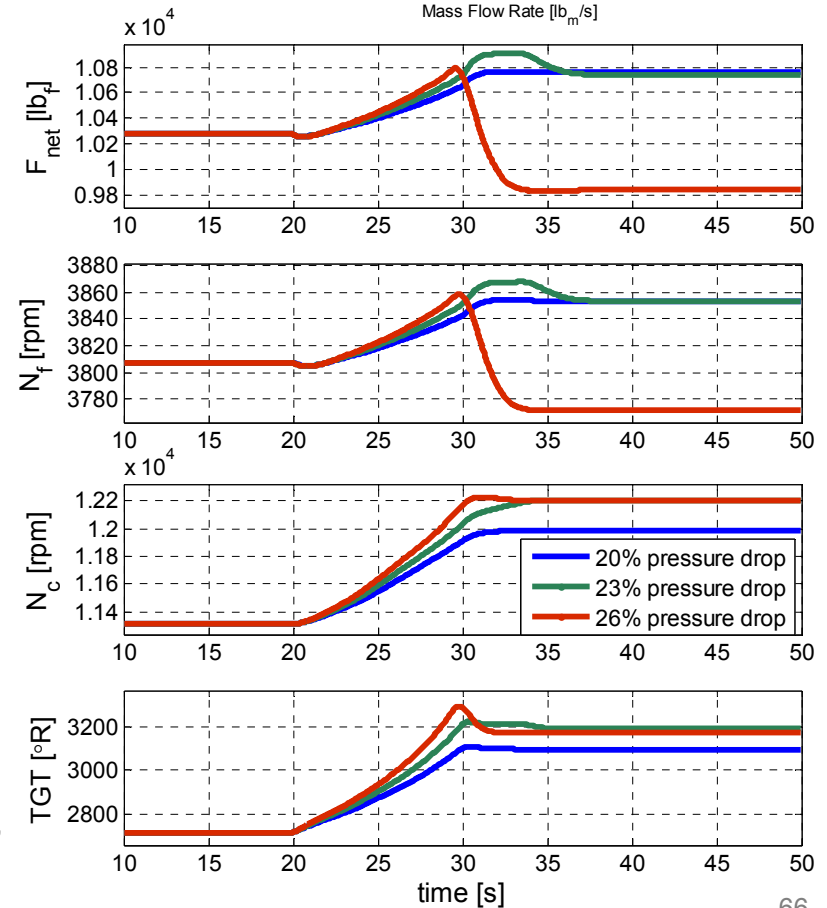 Mass Flow Rate [lbm/s]
x 10^4
1.08
1.06
1.04
1.02
1
0.98
Fnet [lbf]
10 15 20 25 30 35 40 45 50
3880
3860
3840
3820
3800
3780
Nf [rpm]
10 15 20 25 30 35 40 45 50
x 10^4
1.22
1.2
1.18
1.16
1.14
Nc [rpm]
20% pressure drop
23% pressure drop
26% pressure drop
10 15 20 25 30 35 40 45 50
3200
3000
2800
TGT [°R]
10 15 20 25 30 35 40 45 50
time [s]
66